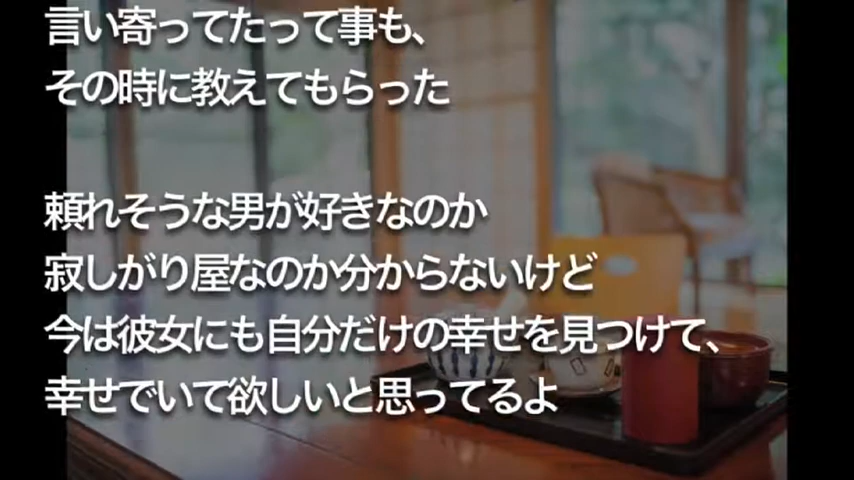 言い寄ってたって事も、
その時に教えてもらった
頼れそうな男が好きなのか
寂しがり屋なのか分からないけど
今は彼女にも自分だけの幸せを見つけて、
幸せでいて欲しいと思ってるよ